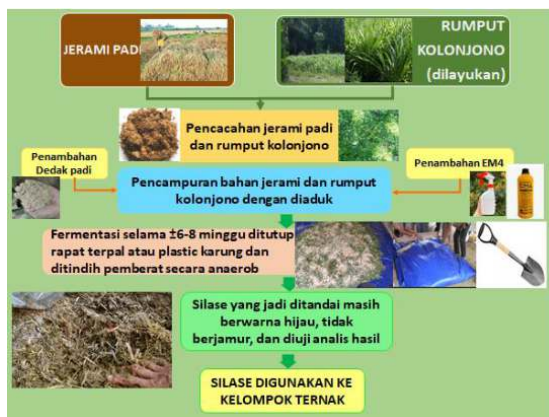 JERAMI PADI
RUMPUT
KOLONJONO
(dilayukan)
Pencacahan jerami padi
dan rumput kolonjono
Penambahan
Dedak padi
Penambahan EM4
Pencampuran bahan jerami dan rumput
kolonjono dengan diaduk
Fermentasi selama ±6-8 minggu ditutup
rapat terpal atau plastic karung dan
ditindih pemberat secara anaerob
Silase yang jadi ditandai masih
berwarna hijau, tidak
berjamur, dan diuji analis hasil
SILASE DIGUNAKAN KE
KELOMPOK TERNAK